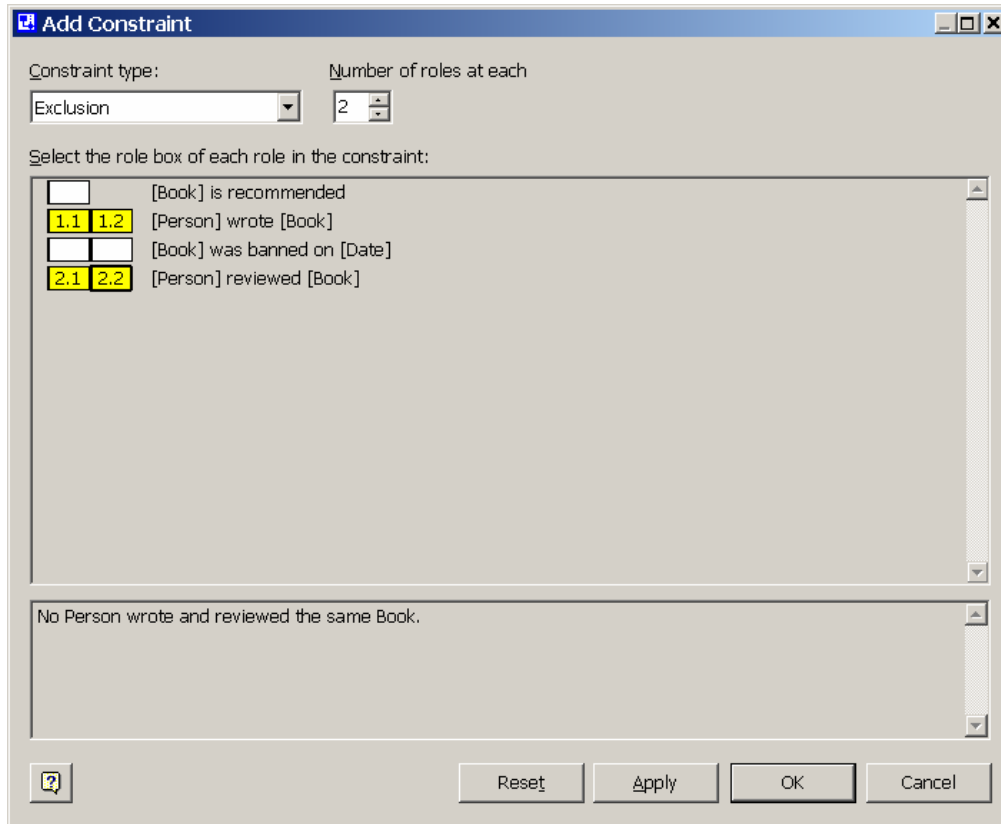 Add Constraint
Constraint type: Number of roles at each
Exclusion 2
Select the role box of each role in the constraint:
[Book] is recommended
1.1 1.2 [Person] wrote [Book]
[Book] was banned on [Date]
2.1 2.2 [Person] reviewed [Book]
No Person wrote and reviewed the same Book.
? Reset Apply OK Cancel